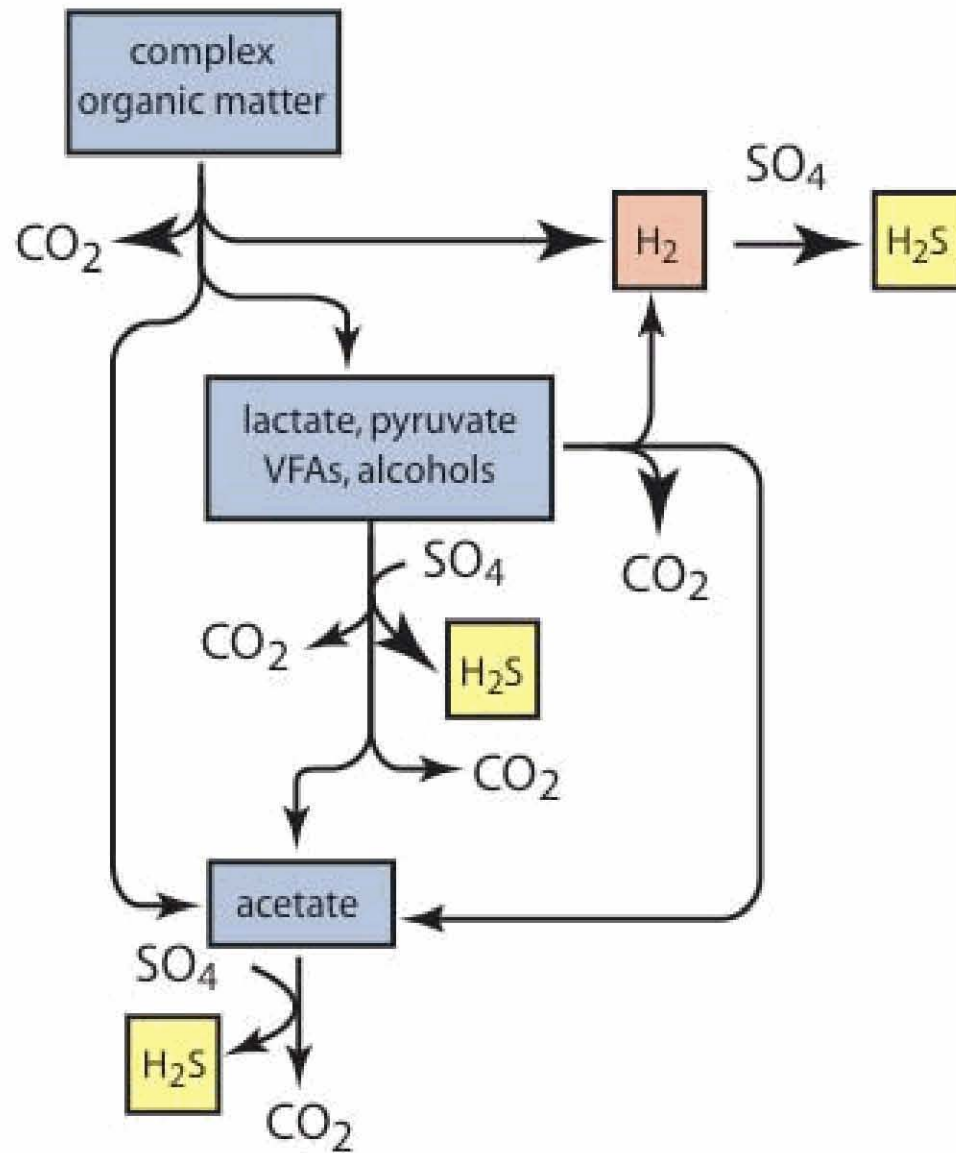 complex
organic matter
SO₄
CO₂
H₂
H₂S
lactate, pyruvate
VFAs, alcohols
SO₄
CO₂
CO₂
H₂S
CO₂
acetate
SO₄
H₂S
CO₂